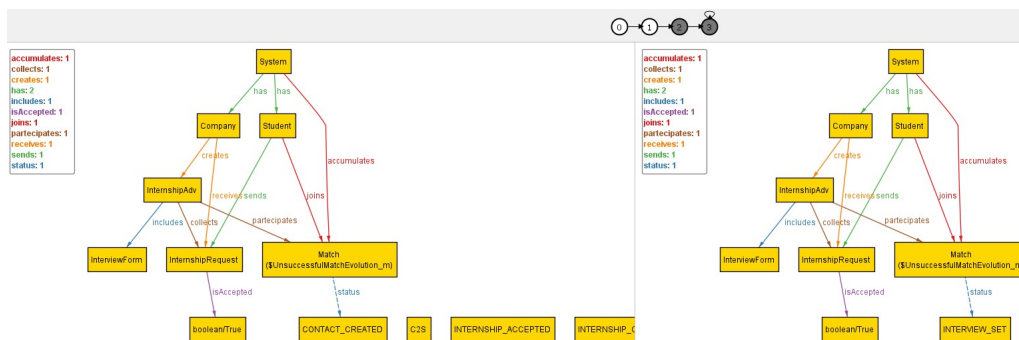 0 1 2 3
accumulates: 1
collects: 1
creates: 1
has: 2
includes: 1
isAccepted: 1
joins: 1
partecipates: 1
receives: 1
sends: 1
status: 1
System
has has
Company Student
accumulates
creates
InternshipAdv
receives sends joins
includes collects partecipates
InterviewForm InternshipRequest
Match
($UnsuccessfulMatchEvolution_m)
isAccepted status
boolean/True CONTACT_CREATED C2S INTERNSHIP_ACCEPTED
accumulates: 1
collects: 1
creates: 1
has: 2
includes: 1
isAccepted: 1
joins: 1
partecipates: 1
receives: 1
sends: 1
status: 1
System
has has
Company Student
accumulates
creates
InternshipAdv
receives sends joins
includes collects partecipates
InterviewForm InternshipRequest
Match
isAccepted status
boolean/True INTERVIEW_SET